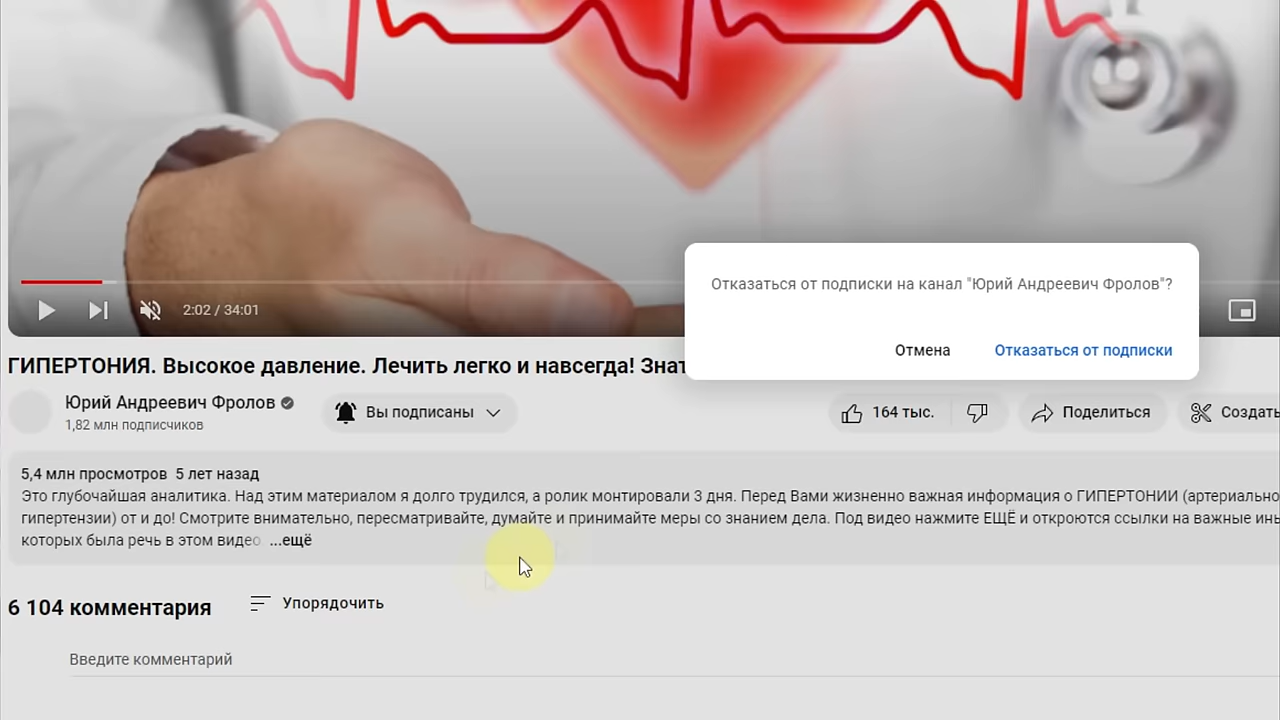 Отказаться от подписки на канал "Юрий Андреевич Фролов"?
Отмена Отказаться от подписки
2:02 / 34:01
ГИПЕРТОНИЯ. Высокое давление. Лечить легко и навсегда! Знат
Юрий Андреевич Фролов
1,82 млн подписчиков
Вы подписаны
164 тыс.
Поделиться
Создать
5,4 млн просмотров 5 лет назад
Это глубочайшая аналитика. Над этим материалом я долго трудился, а ролик монтировали 3 дня. Перед Вами жизненно важная информация о ГИПЕРТОНИИ (артериально
гипертензии) от и до! Смотрите внимательно, пересматривайте, думайте и принимайте меры со знанием дела. Под видео нажмите ЕЩЁ и откроются ссылки на важные ины
которых была речь в этом видео. ...ещё
6 104 комментария
Упорядочить
Введите комментарий